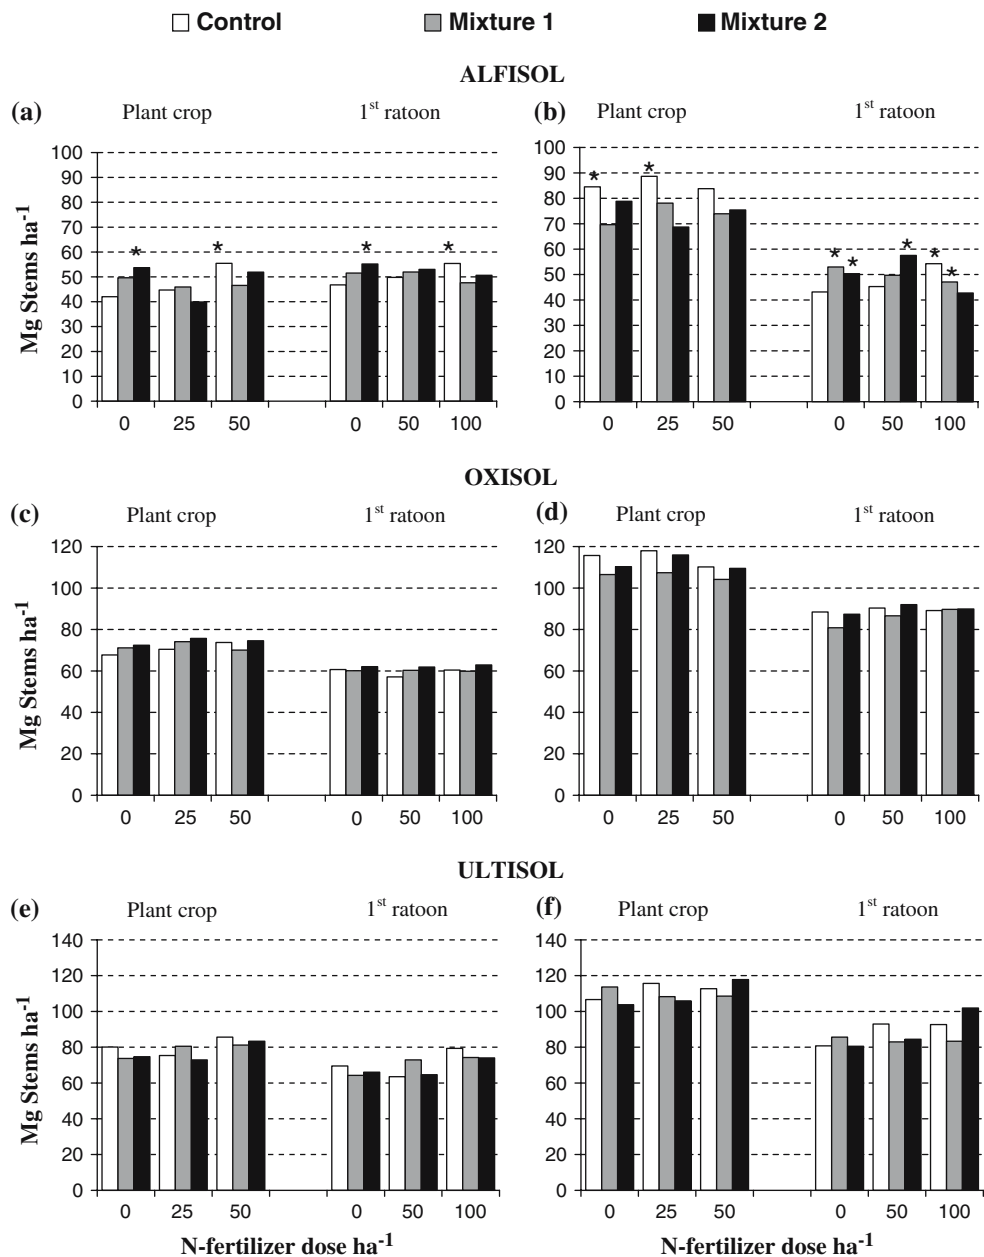 Control Mixture 1 Mixture 2
ALFISOL
(a) Plant crop 1st ratoon
Mg Stems ha-1
100
90
80
70
60
50
40
30
20
10
0
* * * *
0 25 50 0 50 100
(b) Plant crop 1st ratoon
100
90
80
70
60
50
40
30
20
10
0
* * * * * * *
0 25 50 0 50 100
OXISOL
(c) Plant crop 1st ratoon
Mg Stems ha-1
120
100
80
60
40
20
0
0 25 50 0 50 100
(d) Plant crop 1st ratoon
120
100
80
60
40
20
0
0 25 50 0 50 100
ULTISOL
(e) Plant crop 1st ratoon
Mg Stems ha-1
140
120
100
80
60
40
20
0
0 25 50 0 50 100
N-fertilizer dose ha-1
(f) Plant crop 1st ratoon
140
120
100
80
60
40
20
0
0 25 50 0 50 100
N-fertilizer dose ha-1